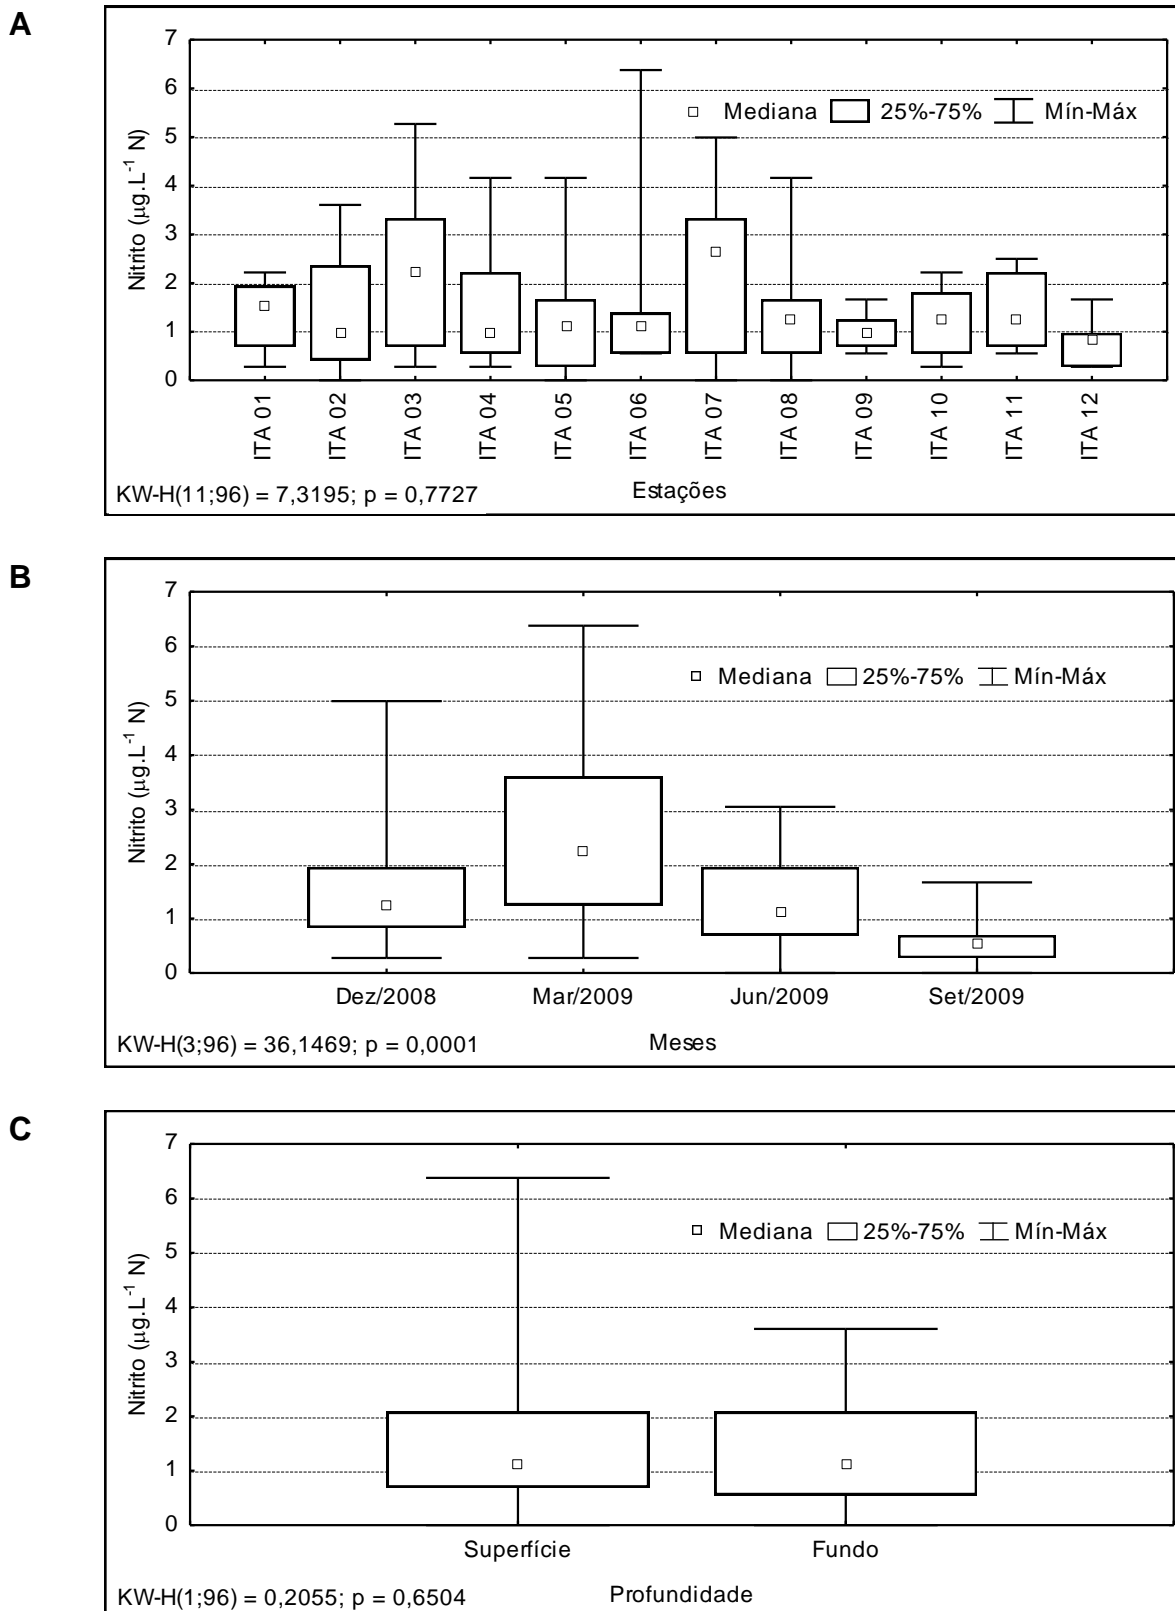 A
7
6
5
4
3
2
1
0
Nitrito (µg.L⁻¹ N)
Mediana 25%-75% Mín-Máx
ITA 01
ITA 02
ITA 03
ITA 04
ITA 05
ITA 06
ITA 07
ITA 08
ITA 09
ITA 10
ITA 11
ITA 12
KW-H(11;96) = 7,3195; p = 0,7727
Estações
B
7
6
5
4
3
2
1
0
Nitrito (µg.L⁻¹ N)
Mediana 25%-75% Mín-Máx
Dez/2008 Mar/2009 Jun/2009 Set/2009
KW-H(3;96) = 36,1469; p = 0,0001
Meses
C
7
6
5
4
3
2
1
0
Nitrito (µg.L⁻¹ N)
Mediana 25%-75% Mín-Máx
Superfície Fundo
KW-H(1;96) = 0,2055; p = 0,6504
Profundidade